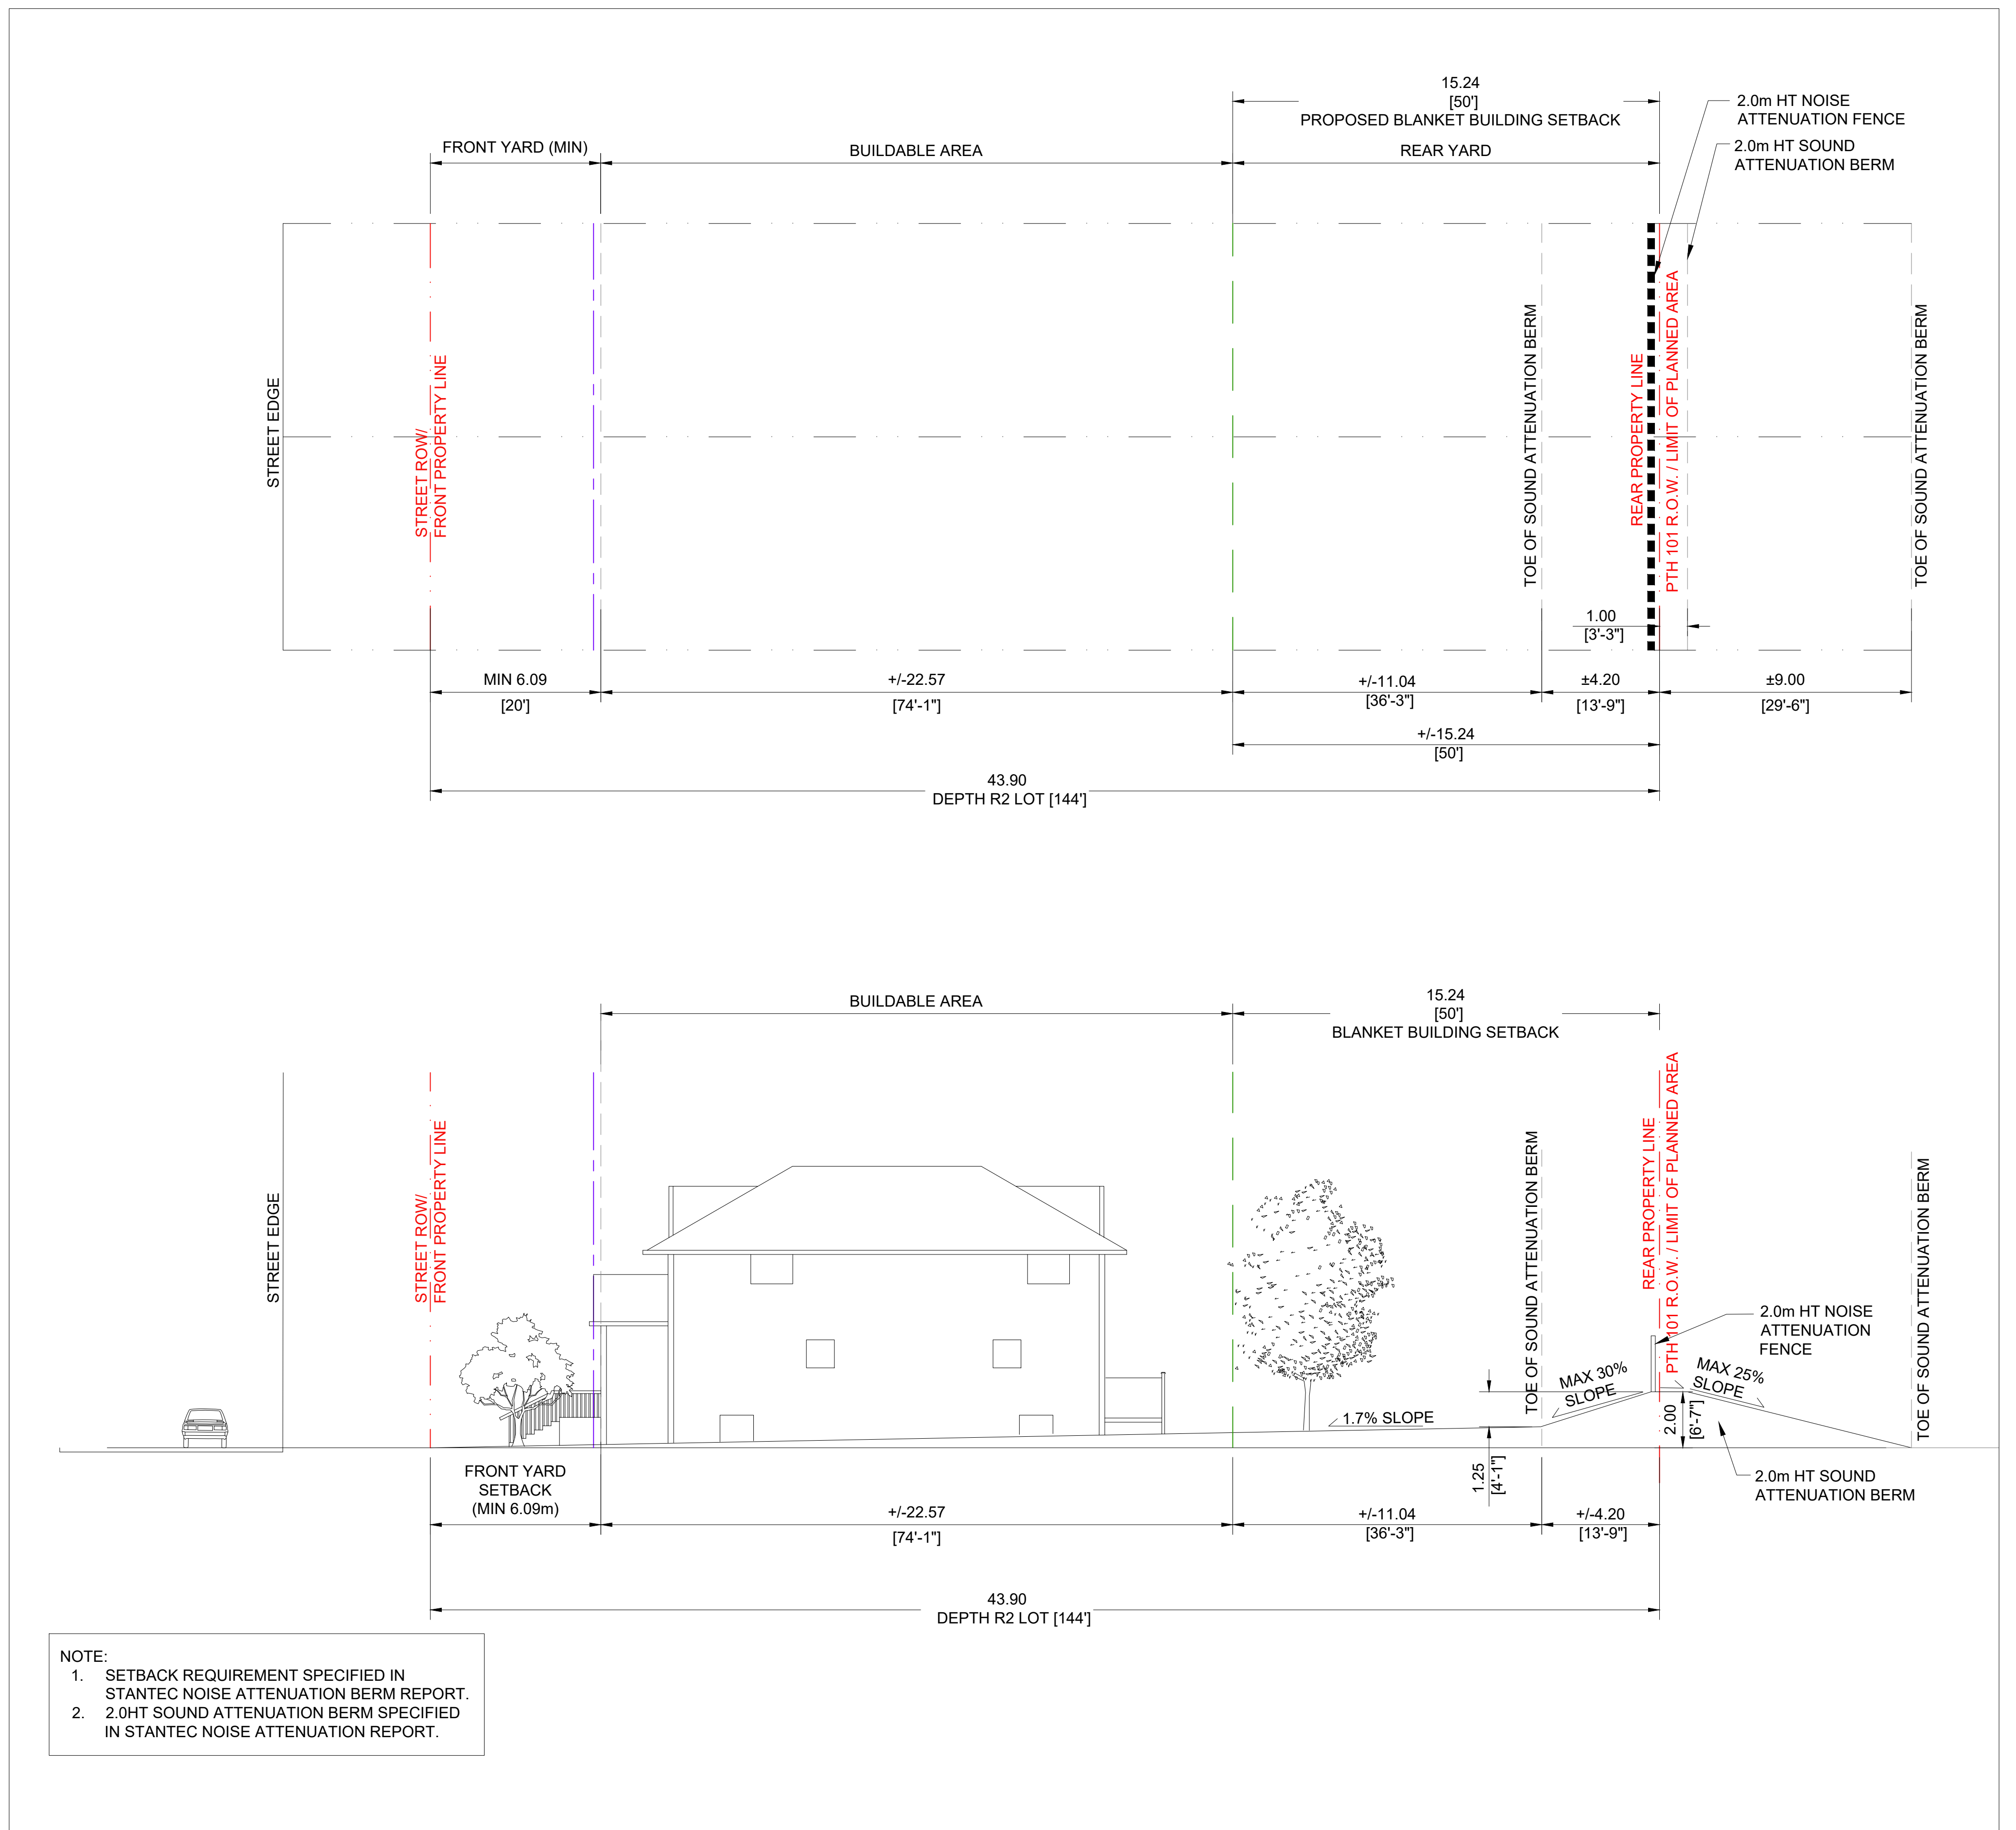 15.24
[50']
PROPOSED BLANKET BUILDING SETBACK
2.0m HT NOISE
ATTENUATION FENCE
2.0m HT SOUND
ATTENUATION BERM
FRONT YARD (MIN)
BUILDABLE AREA
REAR YARD
STREET EDGE
STREET ROW/
FRONT PROPERTY LINE
TOE OF SOUND ATTENUATION BERM
REAR PROPERTY LINE
PTH 101 R.O.W. / LIMIT OF PLANNED AREA
TOE OF SOUND ATTENUATION BERM
1.00
[3'-3"]
MIN 6.09
[20']
+/-22.57
[74'-1"]
+/-11.04
[36'-3"]
±4.20
[13'-9"]
±9.00
[29'-6"]
+/-15.24
[50']
43.90
DEPTH R2 LOT [144']
BUILDABLE AREA
15.24
[50']
BLANKET BUILDING SETBACK
STREET EDGE
STREET ROW/
FRONT PROPERTY LINE
TOE OF SOUND ATTENUATION BERM
REAR PROPERTY LINE
PTH 101 R.O.W. / LIMIT OF PLANNED AREA
TOE OF SOUND ATTENUATION BERM
2.0m HT NOISE
ATTENUATION
FENCE
MAX 30%
SLOPE
MAX 25%
SLOPE
1.7% SLOPE
2.00
[6'-7"]
1.25
[4'-1"]
2.0m HT SOUND
ATTENUATION BERM
FRONT YARD
SETBACK
(MIN 6.09m)
+/-22.57
[74'-1"]
+/-11.04
[36'-3"]
+/-4.20
[13'-9"]
43.90
DEPTH R2 LOT [144']
NOTE:
1. SETBACK REQUIREMENT SPECIFIED IN
STANTEC NOISE ATTENUATION BERM REPORT.
2. 2.0HT SOUND ATTENUATION BERM SPECIFIED
IN STANTEC NOISE ATTENUATION REPORT.